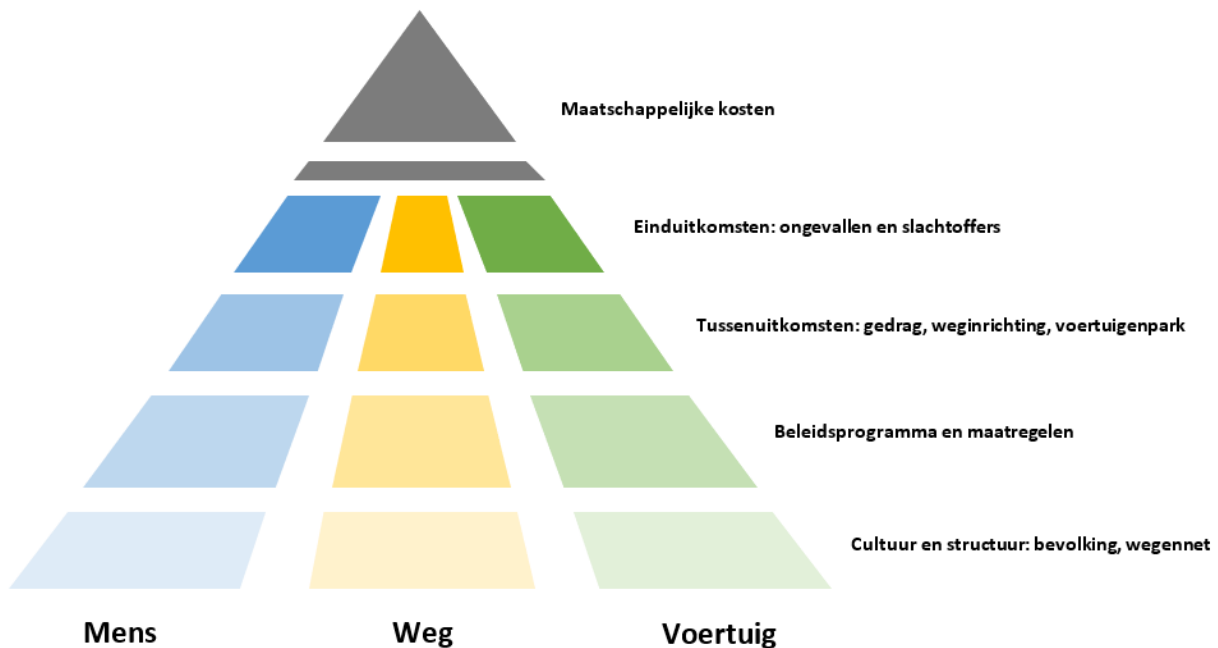 Maatschappelijke kosten
Einduitkomsten: ongevallen en slachtoffers
Tussenuitkomsten: gedrag, weginrichting, voertuigenpark
Beleidsprogramma en maatregelen
Cultuur en structuur: bevolking, wegennet
Mens Weg Voertuig